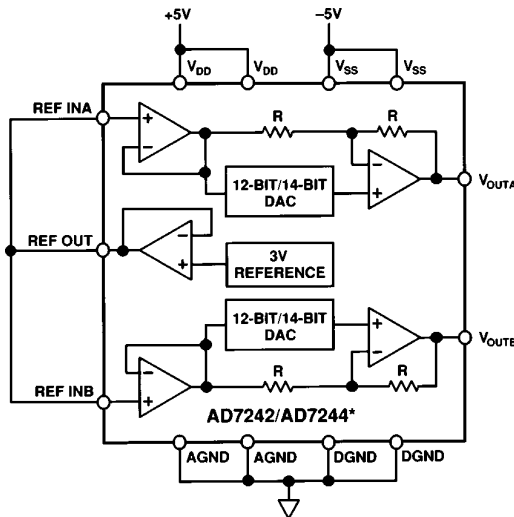 +5V
–5V
VDD
VDD
VSS
VSS
REF INA
R
R
+
–
–
+
12-BIT/14-BIT
DAC
VOUTA
REF OUT
–
+
3V
REFERENCE
12-BIT/14-BIT
DAC
+
–
VOUTB
–
+
R
R
REF INB
AD7242/AD7244*
AGND
AGND
DGND
DGND